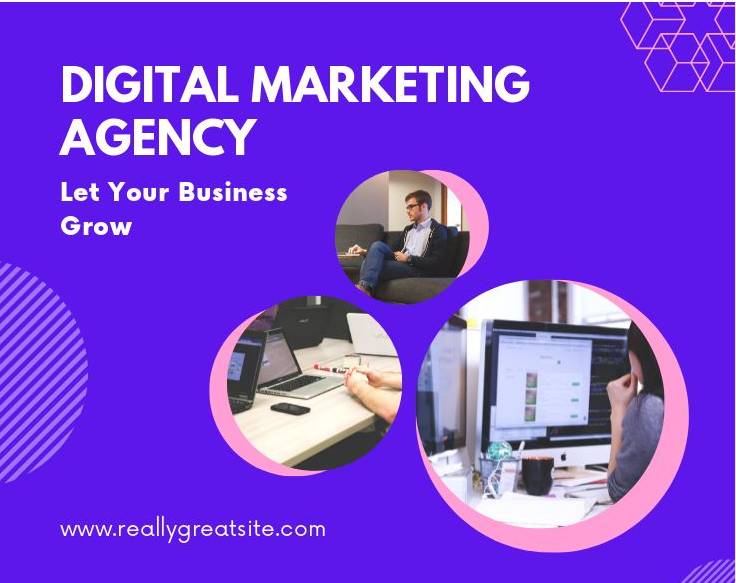 DIGITAL MARKETING
AGENCY
Let Your Business
Grow
www.reallygreatsite.com